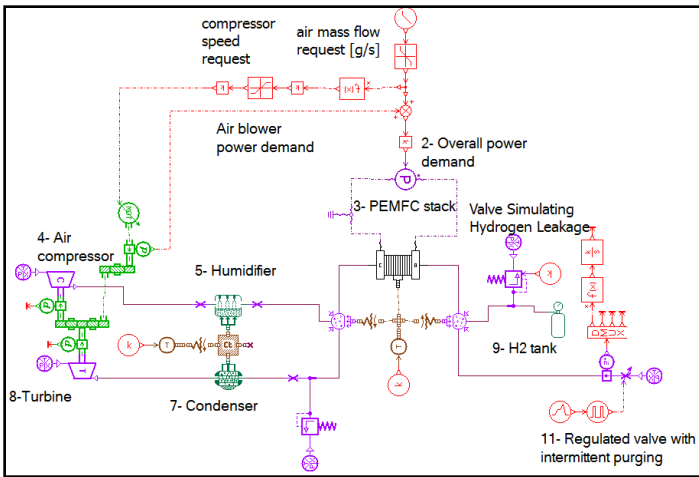 compressor
speed
request
air mass flow
request [g/s]
k
f(x)
k
Air blower
power demand
k
2- Overall power
demand
P
3- PEMFC stack
Valve Simulating
Hydrogen Leakage
4- Air
compressor
5- Humidifier
C
k
k
s
f(x)
D
M
U
X
9- H2 tank
k
T
Ct
T
T
k
8-Turbine
7- Condenser
11- Regulated valve with
intermittent purging